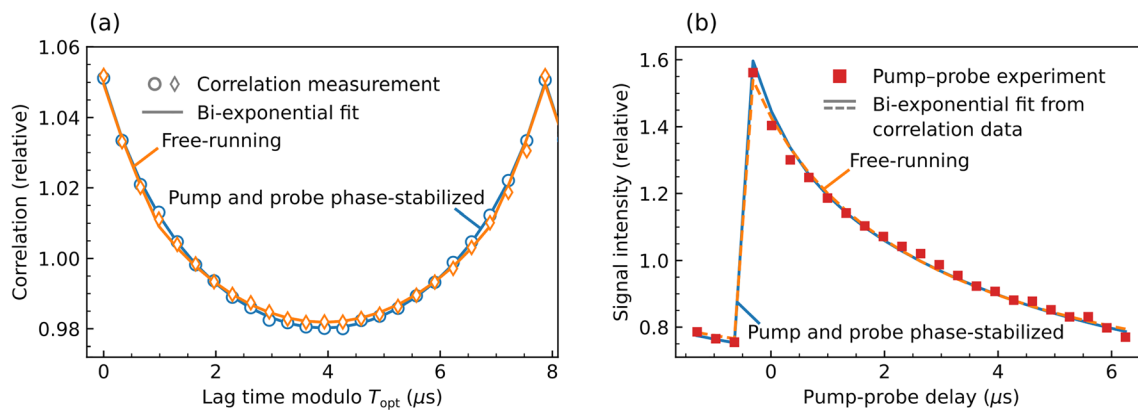 (a)
1.06
1.04
1.02
1.00
0.98
Correlation (relative)
Correlation measurement
Bi-exponential fit
Free-running
Pump and probe phase-stabilized
0
2
4
6
8
Lag time modulo Topt (μs)
(b)
1.6
1.4
1.2
1.0
0.8
Signal intensity (relative)
Pump–probe experiment
Bi-exponential fit from
correlation data
Free-running
Pump and probe phase-stabilized
0
2
4
6
Pump-probe delay (μs)